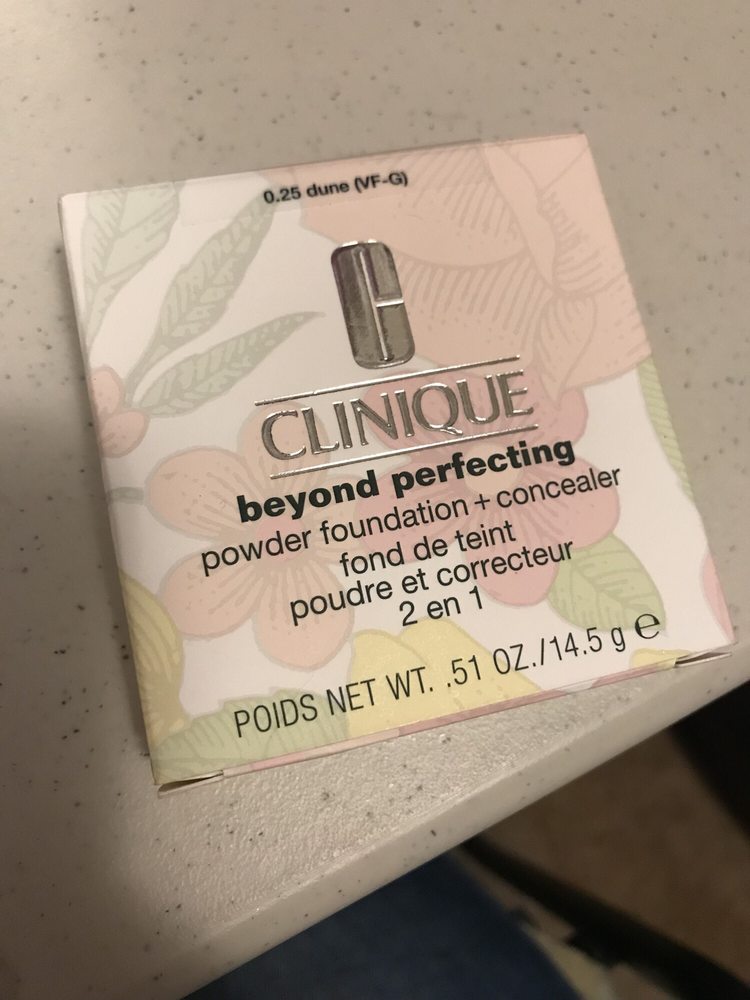 0.25 dune (VF-G)
CLINIQUE
beyond perfecting
powder foundation + concealer
fond de teint
poudre et correcteur
2 en 1
POIDS NET WT. .51 OZ./14.5 g ℮